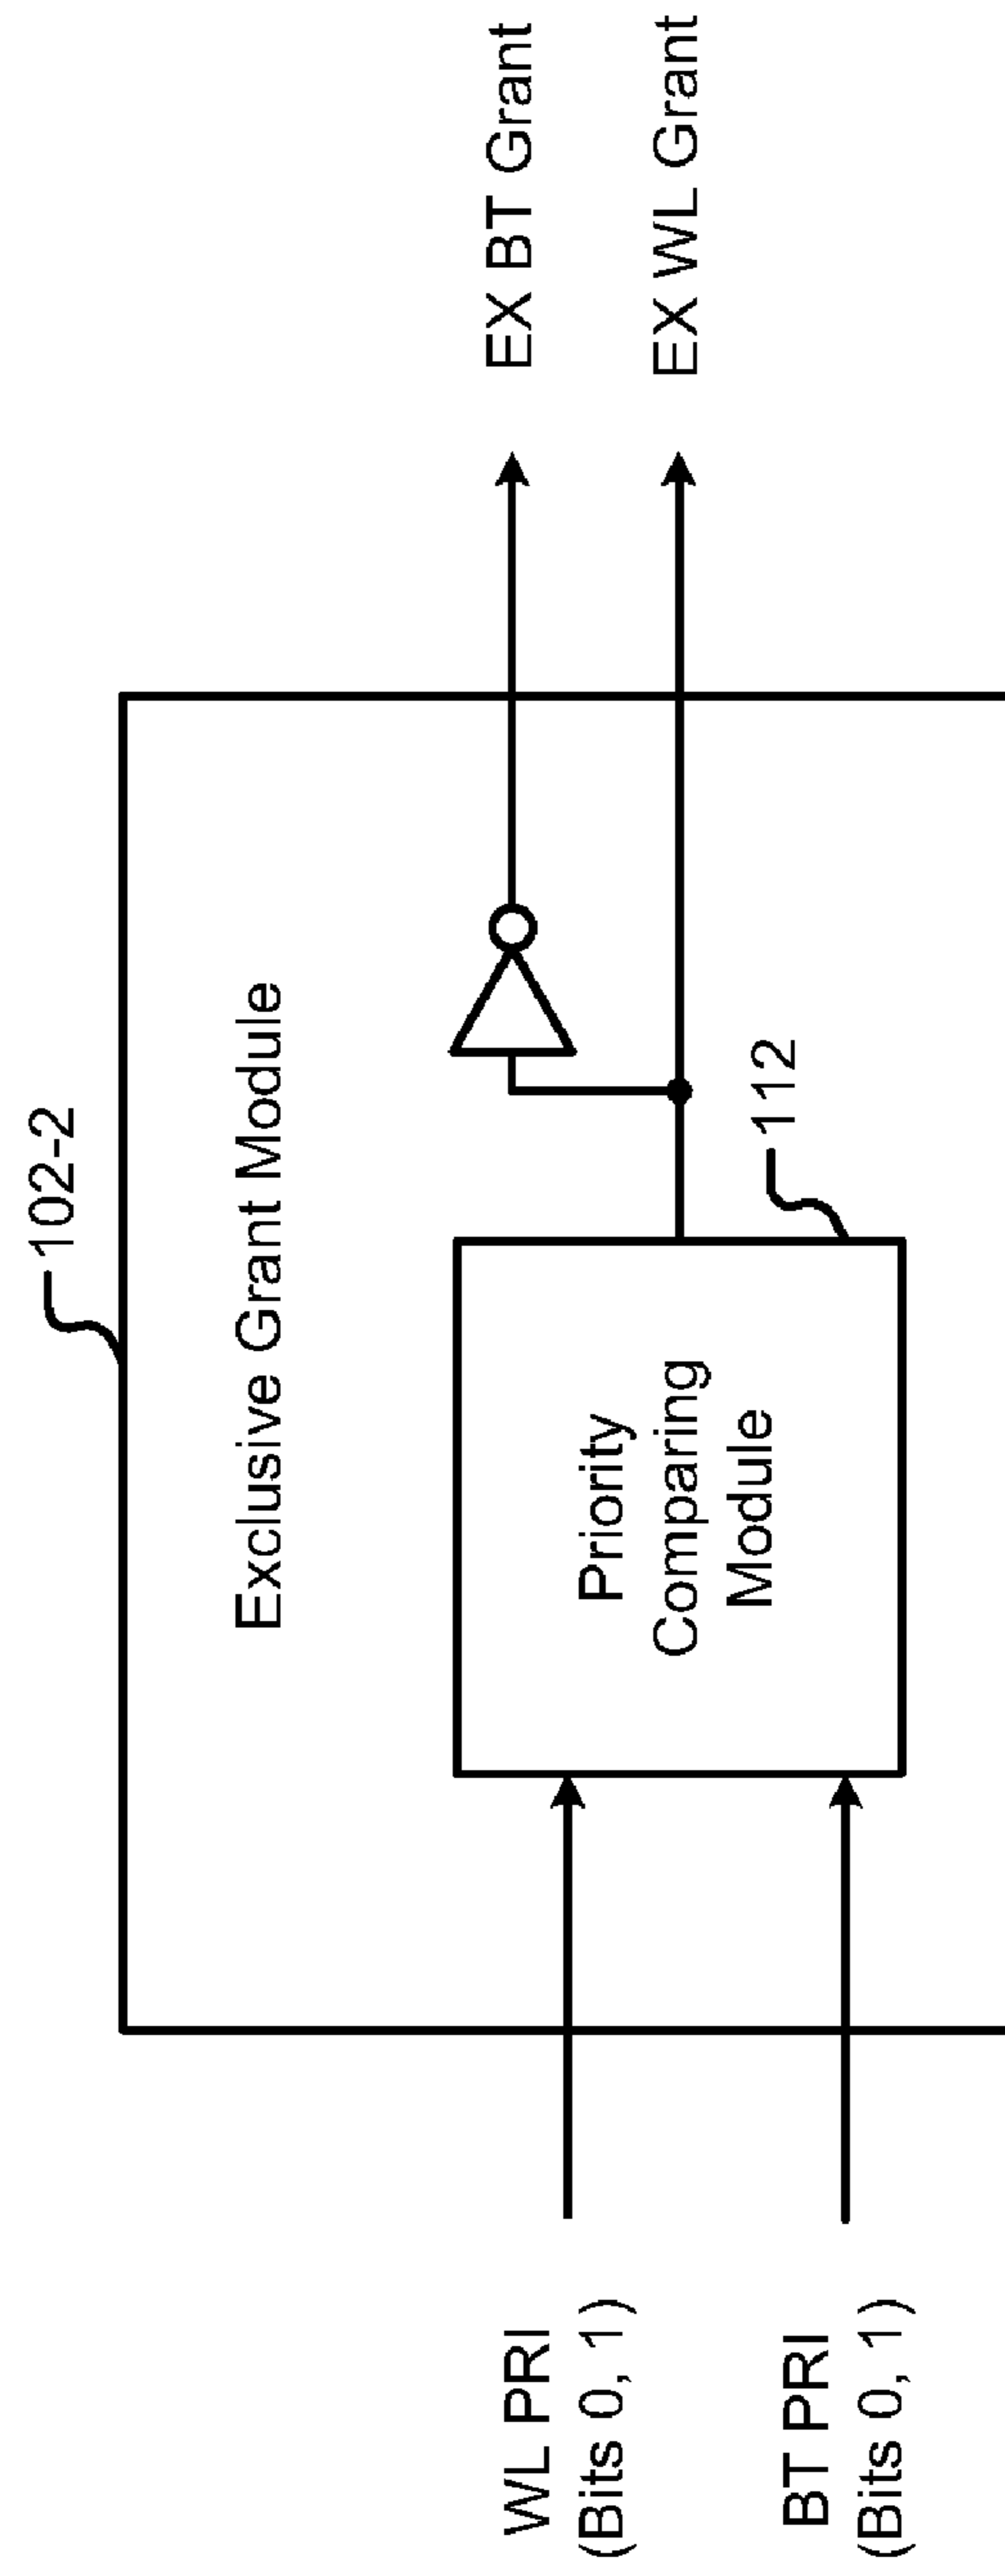 102-2
Exclusive Grant Module
WL PRI
(Bits 0, 1)
BT PRI
(Bits 0, 1)
Priority
Comparing
Module
112
EX BT Grant
EX WL Grant